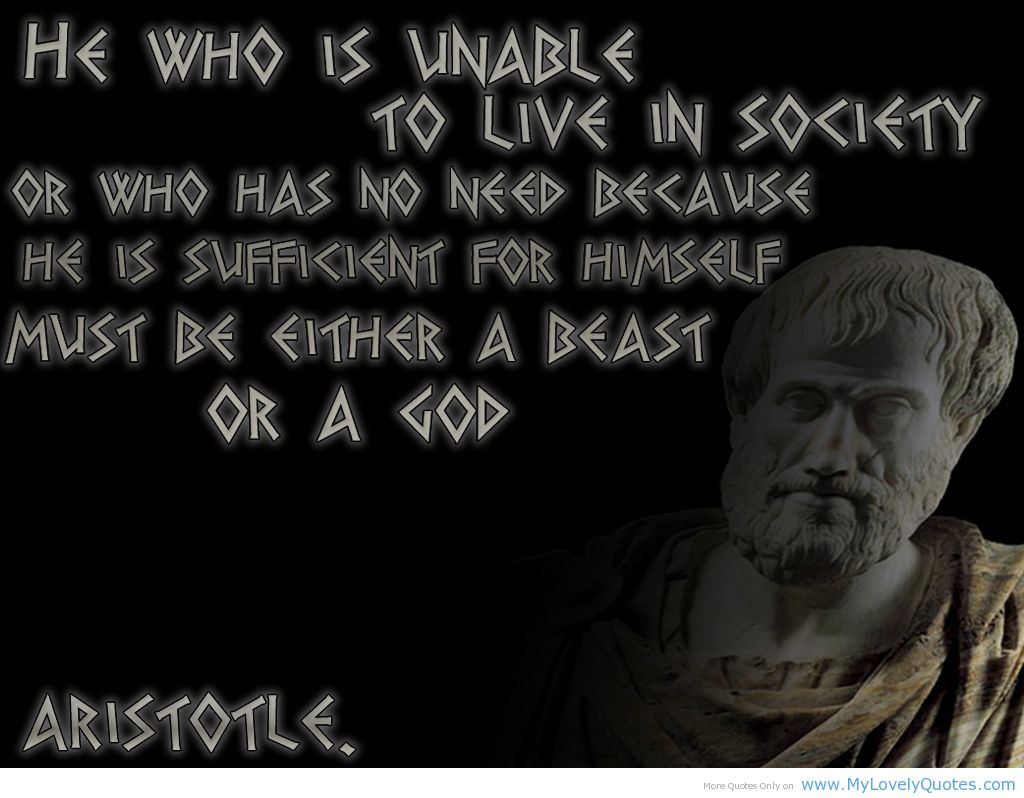 He who is unable
to live in society
or who has no need because
he is sufficient for himself
must be either a beast
or a god
Aristotle.
More Quotes Only on www.MyLovelyQuotes.com